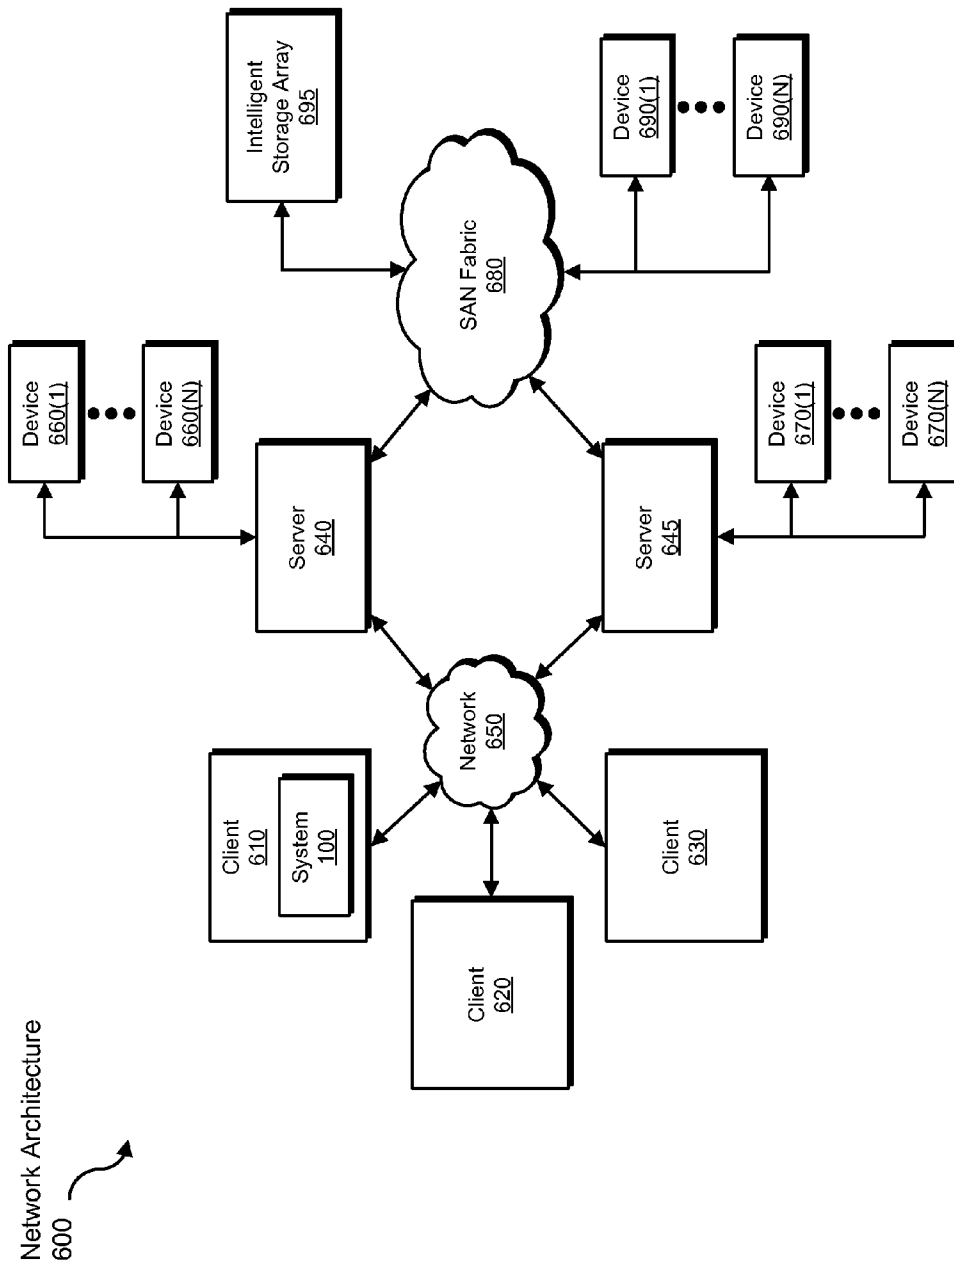 Network Architecture
600
Client
610
System
100
Client
620
Client
630
Network
650
Server
640
Server
645
Device
660(1)
Device
660(N)
Device
670(1)
Device
670(N)
SAN Fabric
680
Intelligent
Storage Array
695
Device
690(1)
Device
690(N)